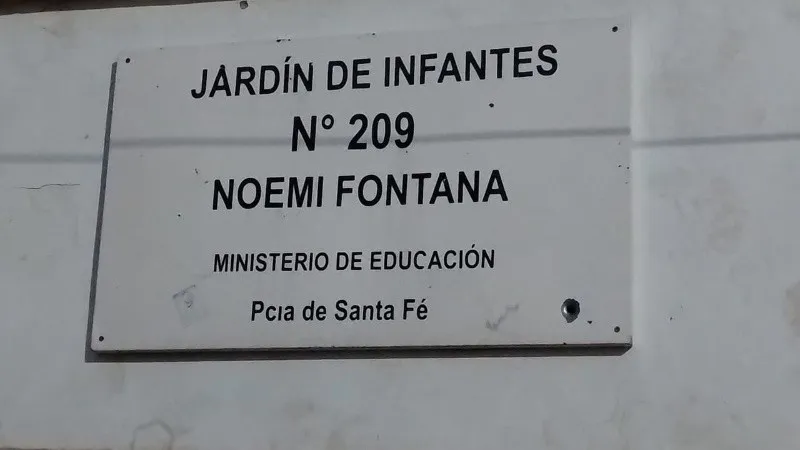 JARDÍN DE INFANTES
N° 209
NOEMI FONTANA
MINISTERIO DE EDUCACIÓN
Pcia de Santa Fé